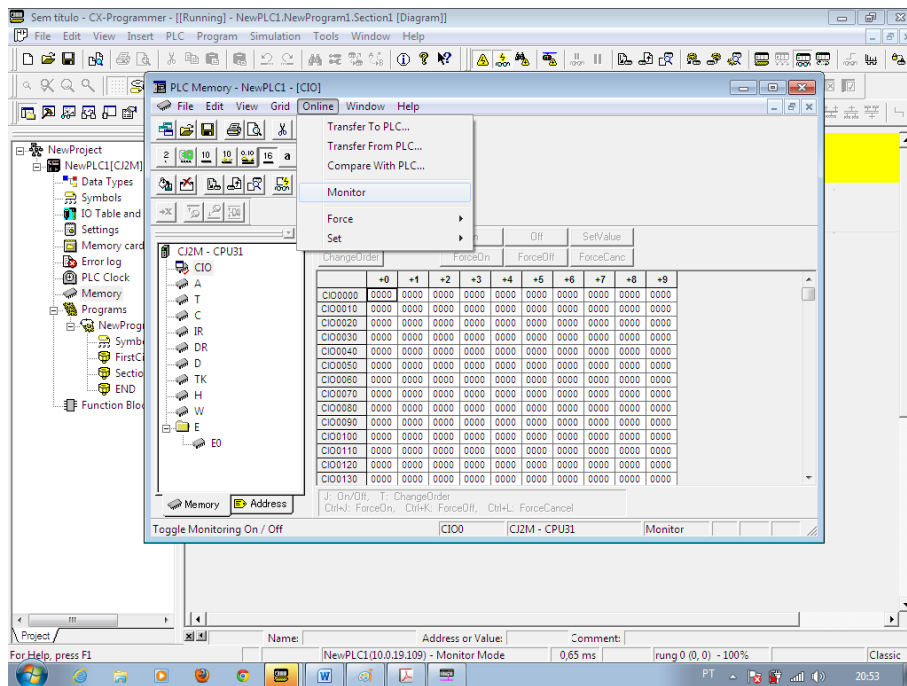 Sem título - CX-Programmer - [[Running] - NewPLC1.NewProgram1.Section1 [Diagram]]
File Edit View Insert PLC Program Simulation Tools Window Help
PLC Memory - NewPLC1 - [CIO]
File Edit View Grid Online Window Help
Transfer To PLC...
Transfer From PLC...
Compare With PLC...
Monitor
Force
Set
2 10 10 0.10 16 a
NewProject
NewPLC1[CJ2M]
Data Types
Symbols
IO Table and
Settings
Memory card
Error log
PLC Clock
Memory
Programs
NewProgr
Symb
FirstCi
Sectio
END
Function Bloc
CJ2M - CPU31
CIO
A
T
C
IR
DR
D
TK
H
W
E
E0
Memory Address
Off SetValue
ChangeOrder ForceOn ForceOff ForceCanc
+0 +1 +2 +3 +4 +5 +6 +7 +8 +9
CIO0000 0000 0000 0000 0000 0000 0000 0000 0000 0000 0000
CIO0010 0000 0000 0000 0000 0000 0000 0000 0000 0000 0000
CIO0020 0000 0000 0000 0000 0000 0000 0000 0000 0000 0000
CIO0030 0000 0000 0000 0000 0000 0000 0000 0000 0000 0000
CIO0040 0000 0000 0000 0000 0000 0000 0000 0000 0000 0000
CIO0050 0000 0000 0000 0000 0000 0000 0000 0000 0000 0000
CIO0060 0000 0000 0000 0000 0000 0000 0000 0000 0000 0000
CIO0070 0000 0000 0000 0000 0000 0000 0000 0000 0000 0000
CIO0080 0000 0000 0000 0000 0000 0000 0000 0000 0000 0000
CIO0090 0000 0000 0000 0000 0000 0000 0000 0000 0000 0000
CIO0100 0000 0000 0000 0000 0000 0000 0000 0000 0000 0000
CIO0110 0000 0000 0000 0000 0000 0000 0000 0000 0000 0000
CIO0120 0000 0000 0000 0000 0000 0000 0000 0000 0000 0000
CIO0130 0000 0000 0000 0000 0000 0000 0000 0000 0000 0000
J: On/Off, T: ChangeOrder
Ctrl+J: ForceOn, Ctrl+K: ForceOff, Ctrl+L: ForceCancel
Toggle Monitoring On / Off CIO0 CJ2M - CPU31 Monitor
Project
Name: Address or Value: Comment:
For Help, press F1 NewPLC1(10.0.19.109) - Monitor Mode 0,65 ms rung 0 (0, 0) - 100% Classic
PT 20:53